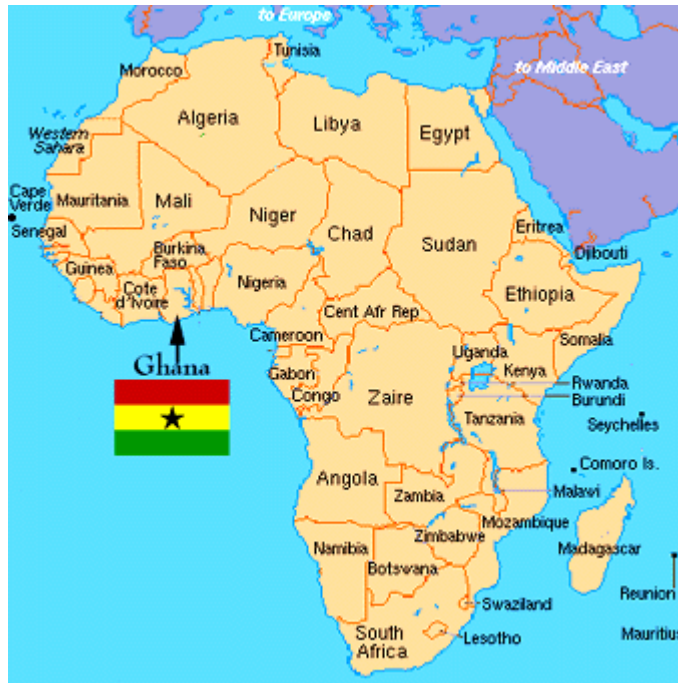 to Europe
Tunisia
Morocco
to Middle East
Algeria
Libya
Egypt
Western
Sahara
Cape
Verde
Mauritania
Mali
Niger
Chad
Sudan
Eritrea
Senegal
Burkina
Faso
Djibouti
Guinea
Cote
d'Ivoire
Nigeria
Ethiopia
Cent Afr Rep
Cameroon
Somalia
Ghana
Uganda
Kenya
Gabon
Congo
Zaire
Rwanda
Burundi
Tanzania
Seychelles
Comoro Is.
Angola
Zambia
Malawi
Mozambique
Zimbabwe
Namibia
Madagascar
Botswana
Reunion
Swaziland
South
Africa
Lesotho
Mauritius